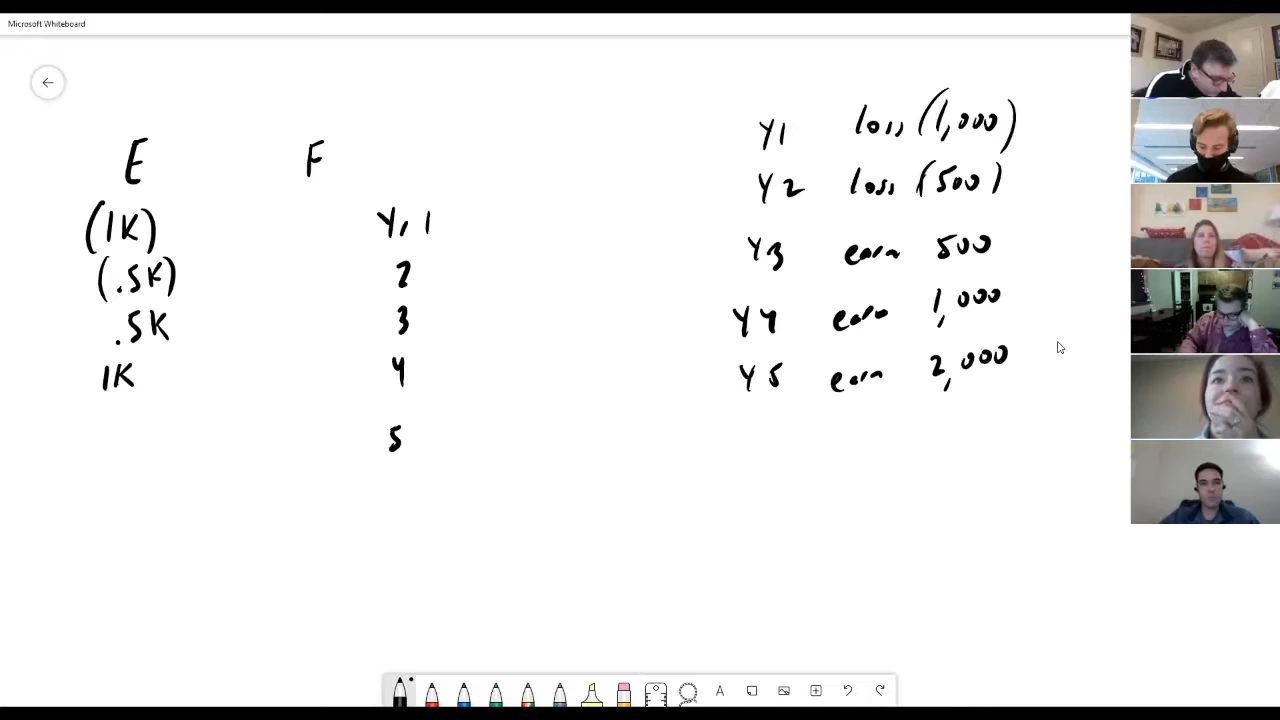 Microsoft Whiteboard
E F
(1K) Yr 1
(.5K) 2
.5K 3
1K 4
5
Y1 loss (1,000)
Y2 loss (500)
Y3 earn 500
Y4 earn 1,000
Y5 earn 2,000
A